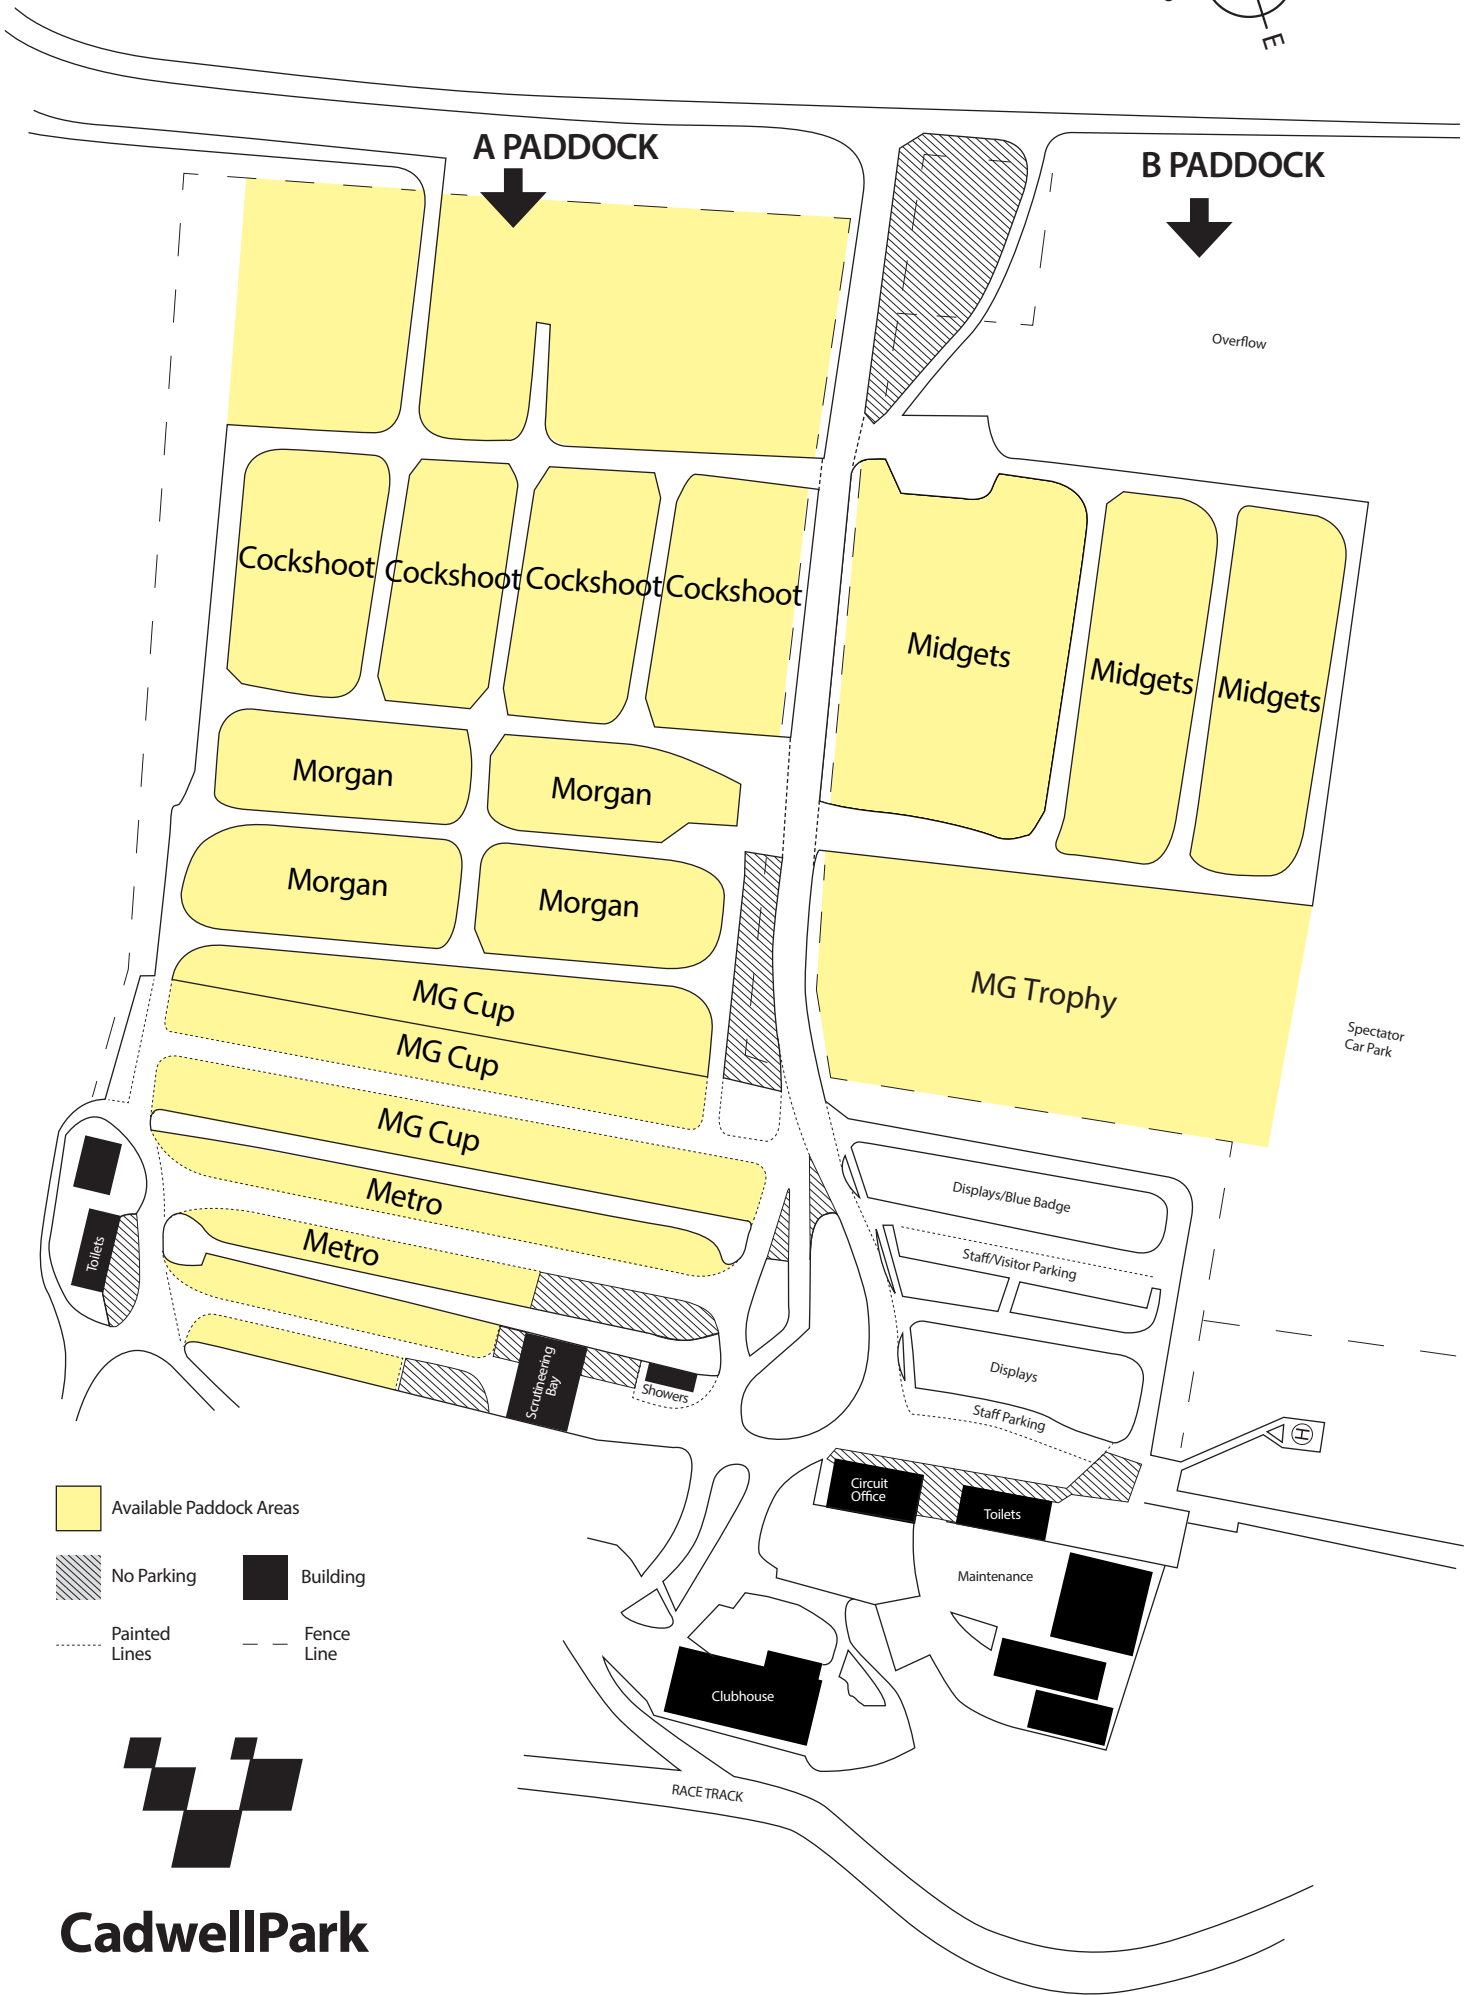 E
A PADDOCK
B PADDOCK
Overflow
Cockshoot
Cockshoot
Cockshoot
Cockshoot
Midgets
Midgets
Midgets
Morgan
Morgan
Morgan
Morgan
MG Cup
MG Cup
MG Cup
MG Trophy
Spectator
Car Park
Metro
Metro
Displays/Blue Badge
Staff/Visitor Parking
Displays
Staff Parking
Toilets
Scrutineering
Bay
Showers
H
Circuit
Office
Toilets
Maintenance
Clubhouse
RACE TRACK
Available Paddock Areas
No Parking
Building
Painted
Lines
Fence
Line
CadwellPark